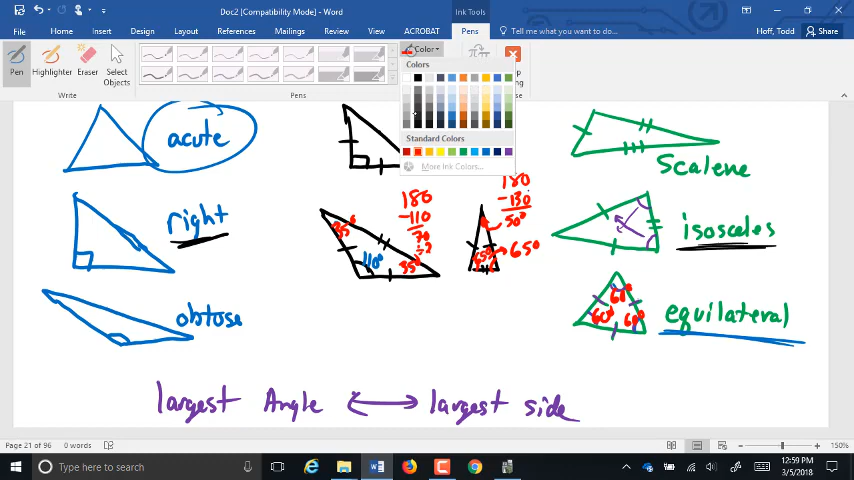 Doc2 [Compatibility Mode] - Word
Ink Tools
File
Home
Insert
Design
Layout
References
Mailings
Review
View
ACROBAT
Pens
Tell me what you want to do...
Hoff, Todd
Share
Pen
Highlighter
Eraser
Select Objects
Write
Pens
Color
Colors
Standard Colors
More Ink Colors...
acute
right
obtuse
180
-110
70
÷2
35°
110°
35°
180
-130
50°
65°
65°
Scalene
isosceles
equilateral
60°
60°
60°
largest Angle ⟷ largest side
Page 21 of 96
0 words
150%
Type here to search
12:59 PM
3/5/2018